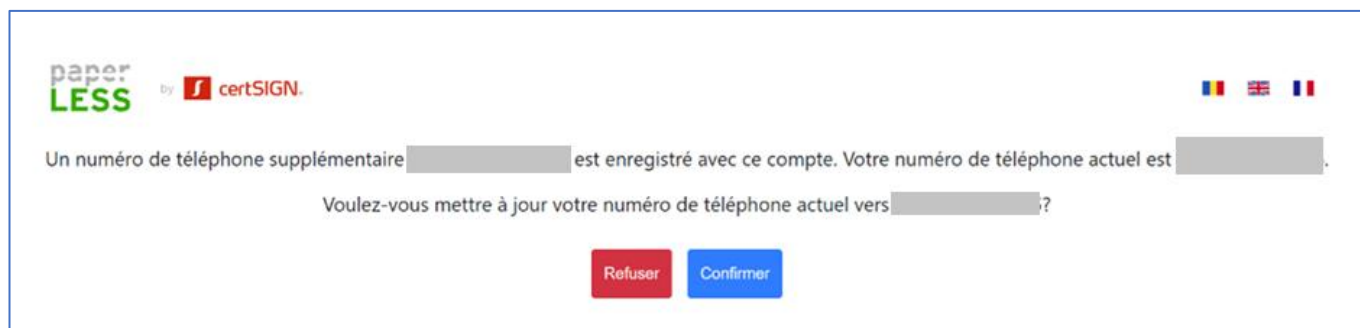 paper
LESS by certSIGN.
Un numéro de téléphone supplémentaire est enregistré avec ce compte. Votre numéro de téléphone actuel est .
Voulez-vous mettre à jour votre numéro de téléphone actuel vers ?
Refuser Confirmer